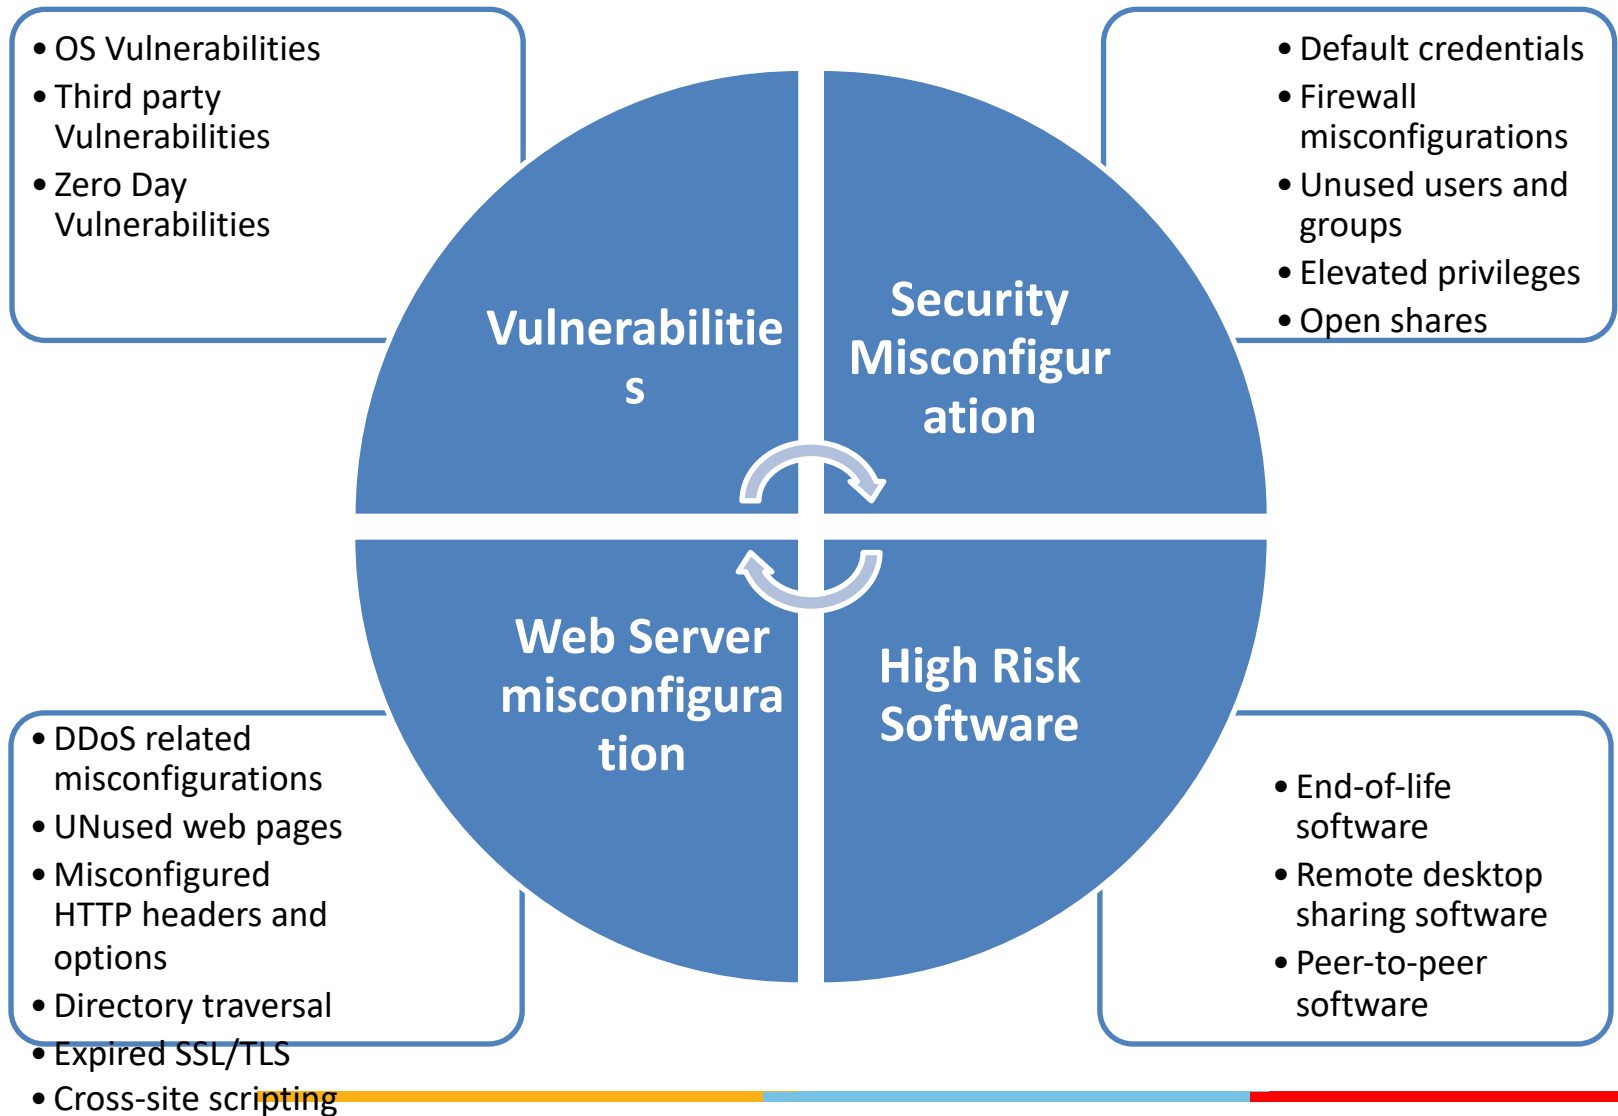 • OS Vulnerabilities
• Third party
Vulnerabilities
• Zero Day
Vulnerabilities
• Default credentials
• Firewall
misconfigurations
• Unused users and
groups
• Elevated privileges
• Open shares
Vulnerabilitie
s
Security
Misconfigur
ation
Web Server
misconfigura
tion
High Risk
Software
• DDoS related
misconfigurations
• UNused web pages
• Misconfigured
HTTP headers and
options
• Directory traversal
• Expired SSL/TLS
• Cross-site scripting
• End-of-life
software
• Remote desktop
sharing software
• Peer-to-peer
software